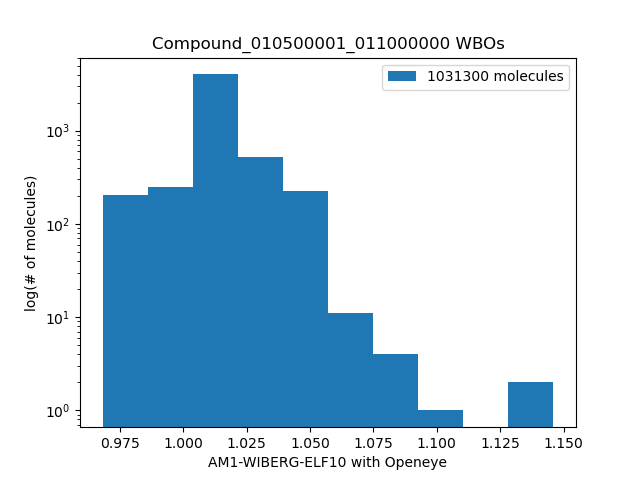 Compound_010500001_011000000 WBOs
1031300 molecules
log(# of molecules)
10³
10²
10¹
10⁰
0.975 1.000 1.025 1.050 1.075 1.100 1.125 1.150
AM1-WIBERG-ELF10 with Openeye